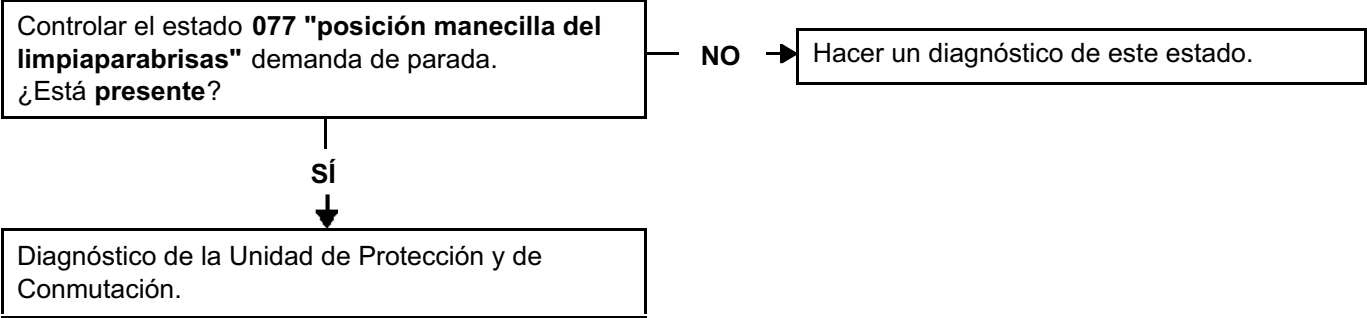 Controlar el estado 077 "posición manecilla del
limpiaparabrisas" demanda de parada.
¿Está presente?
NO
Hacer un diagnóstico de este estado.
SÍ
Diagnóstico de la Unidad de Protección y de
Conmutación.